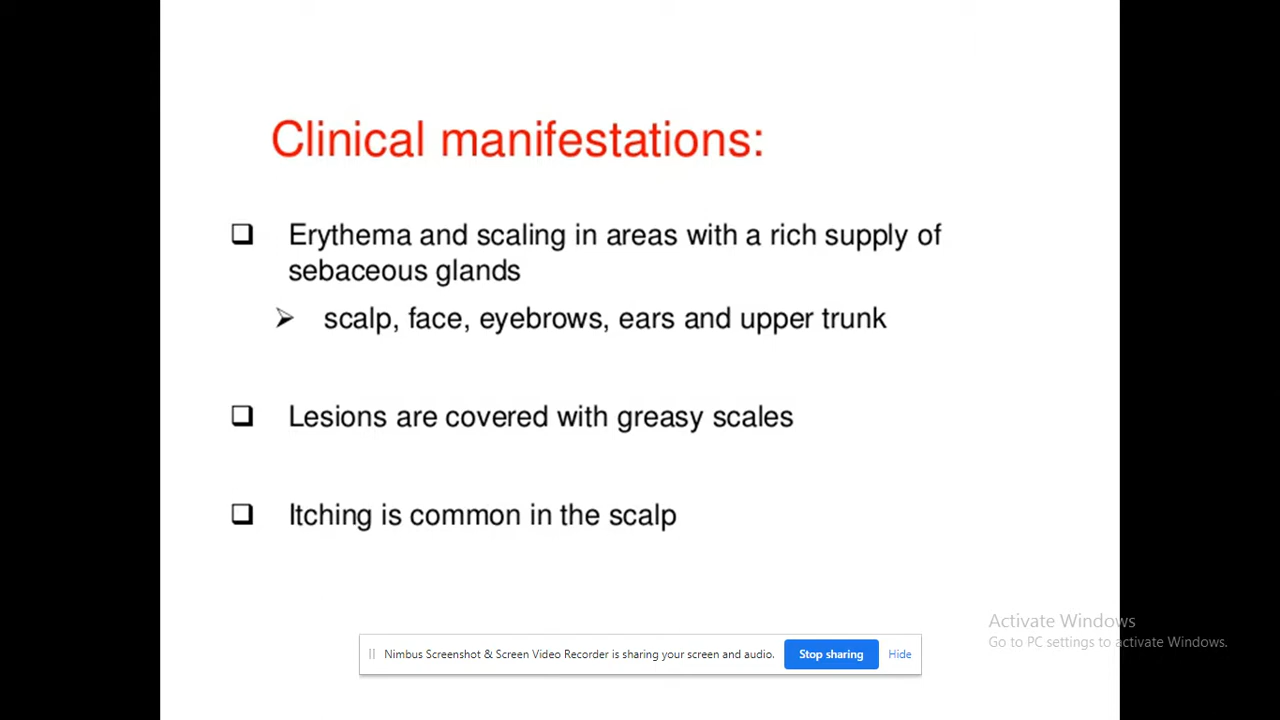 Clinical manifestations:
Erythema and scaling in areas with a rich supply of
sebaceous glands
scalp, face, eyebrows, ears and upper trunk
Lesions are covered with greasy scales
Itching is common in the scalp
Activate Windows
Go to PC settings to activate Windows.
Nimbus Screenshot & Screen Video Recorder is sharing your screen and audio. Stop sharing Hide